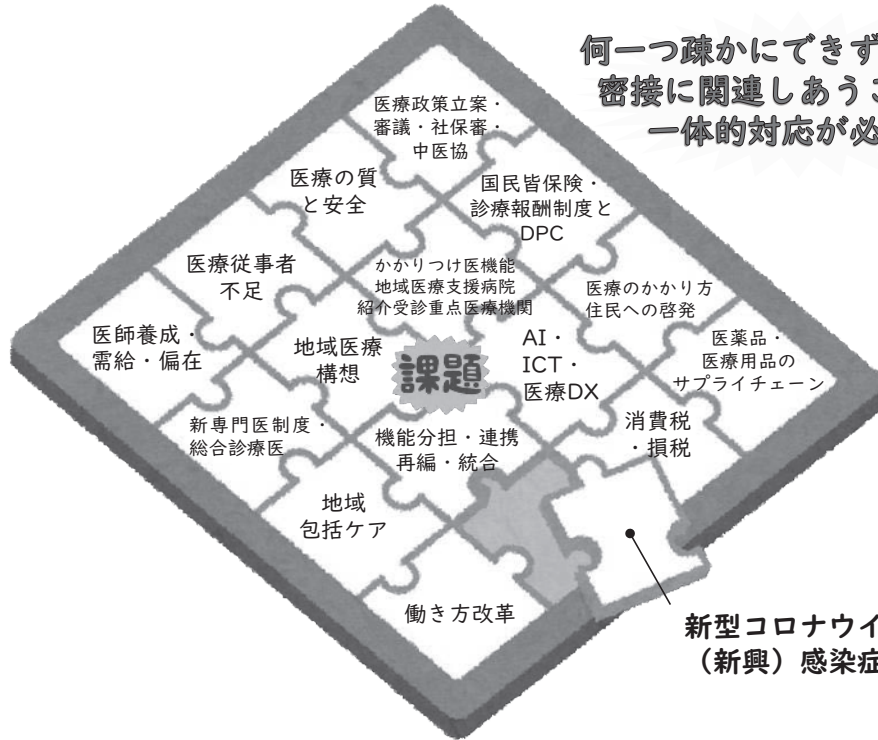 何一つ疎かにできず
密接に関連しあうこ
一体的対応が必
医療政策立案・
審議・社保審・
中医協
医療の質
と安全
国民皆保険・
診療報酬制度と
DPC
医療従事者
不足
かかりつけ医機能
地域医療支援病院
紹介受診重点医療機関
医療のかかり方
住民への啓発
医師養成・
需給・偏在
地域医療
構想
課題
AI・
ICT・
医療DX
医薬品・
医療用品の
サプライチェーン
新専門医制度・
総合診療医
機能分担・連携
再編・統合
消費税
・損税
地域
包括ケア
働き方改革
新型コロナウイ
（新興）感染症